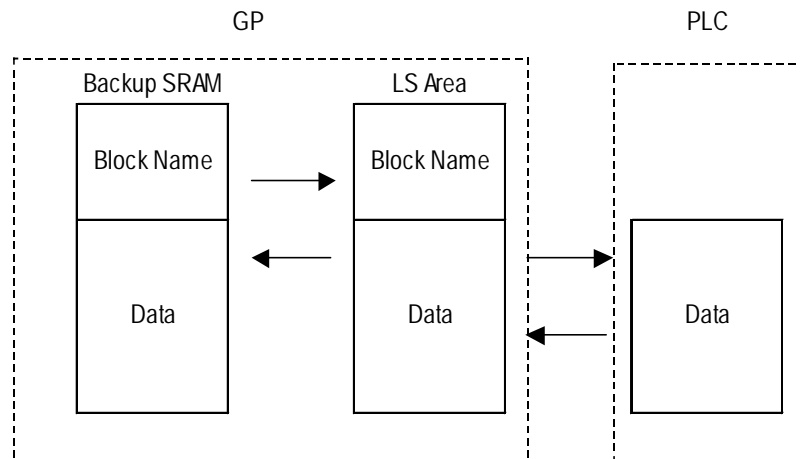 GP
PLC
Backup SRAM
LS Area
Block Name
Block Name
Data
Data
Data